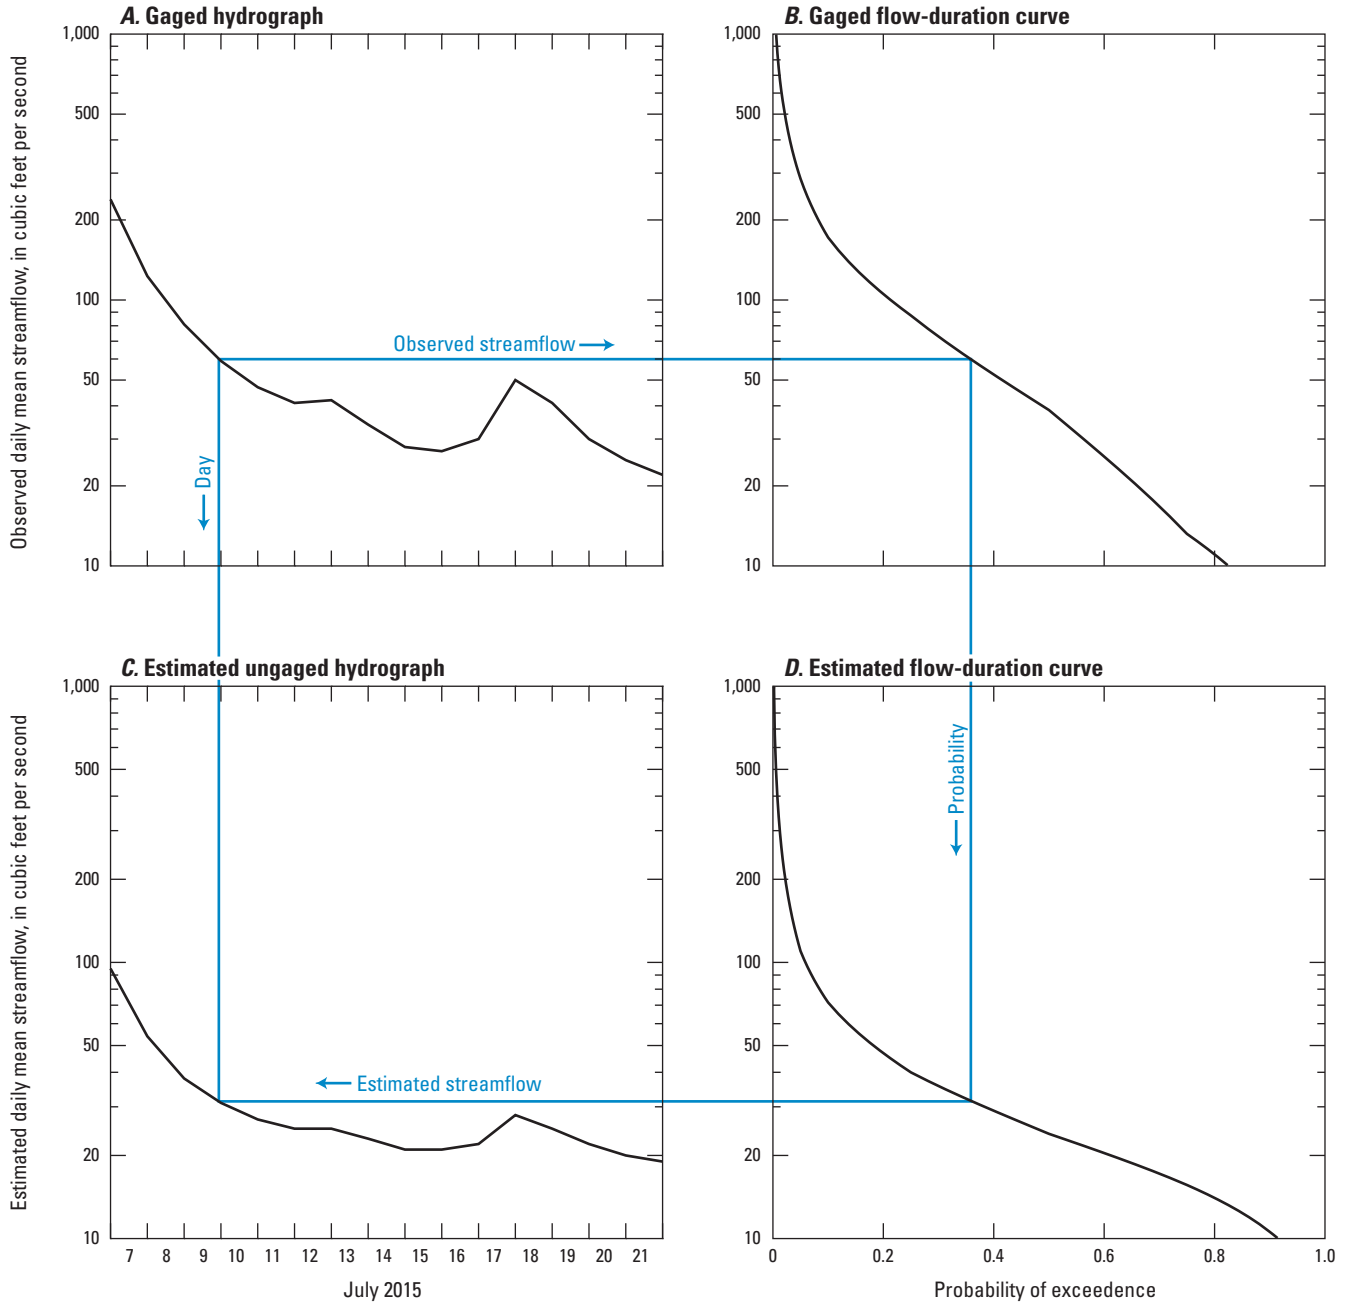 A. Gaged hydrograph
Observed daily mean streamflow, in cubic feet per second
1,000
500
200
100
50
20
10
Observed streamflow
Day
B. Gaged flow-duration curve
1,000
500
200
100
50
20
10
C. Estimated ungaged hydrograph
Estimated daily mean streamflow, in cubic feet per second
1,000
500
200
100
50
20
10
Estimated streamflow
7 8 9 10 11 12 13 14 15 16 17 18 19 20 21
July 2015
D. Estimated flow-duration curve
1,000
500
200
100
50
20
10
Probability
0 0.2 0.4 0.6 0.8 1.0
Probability of exceedence